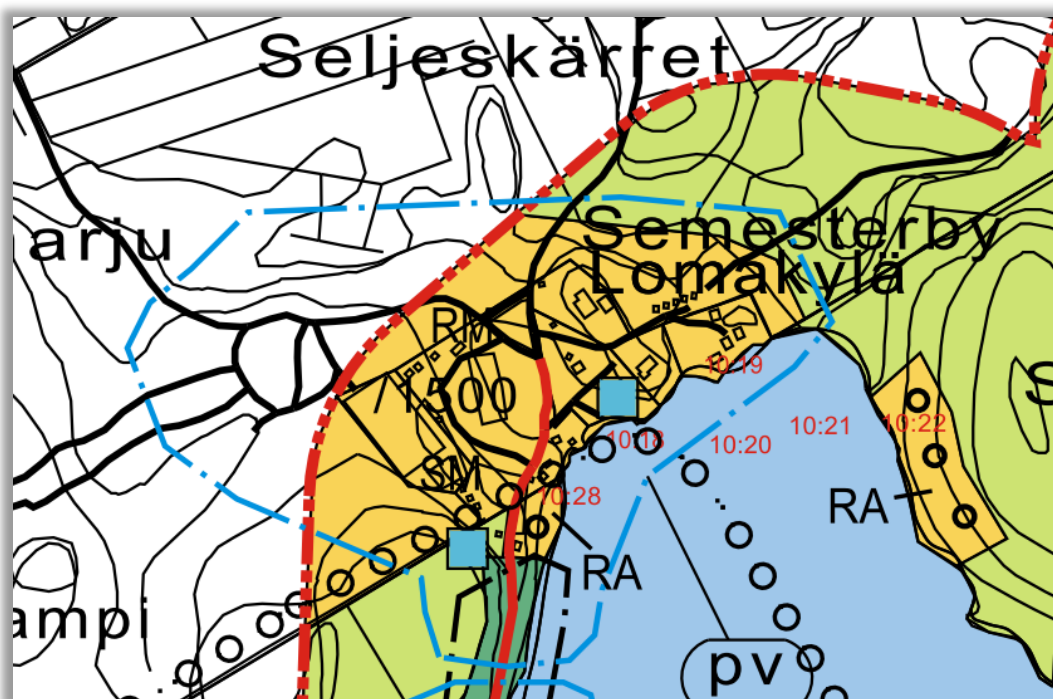 Seljeskärret
arju
Semesterby
Lomakylä
RM
10:19
/1500
S
10:22
10:21
10:18
10:20
SM
10:28
RA
RA
ampi
pv